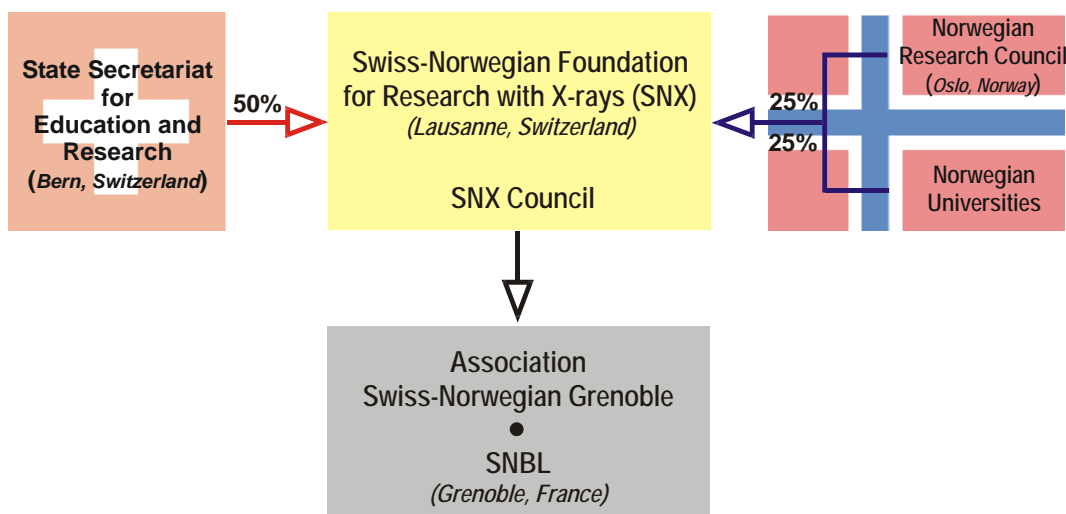 State Secretariat
for
Education and
Research
(Bern, Switzerland)
50%
Swiss-Norwegian Foundation
for Research with X-rays (SNX)
(Lausanne, Switzerland)
SNX Council
25%
25%
Norwegian
Research Council
(Oslo, Norway)
Norwegian
Universities
Association
Swiss-Norwegian Grenoble
●
SNBL
(Grenoble, France)